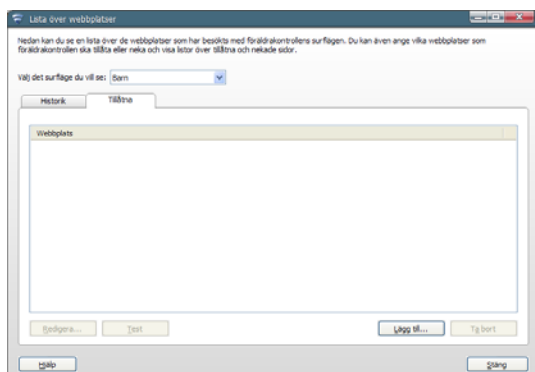 Lista över webbplatser
Nedan kan du se en lista över de webbplatser som har besökts med föräldrakontrollens surflägen. Du kan även ange vilka webbplatser som
föräldrakontrollen ska tillåta eller neka och visa listor över tillåtna och nekade sidor.
Välj det surfläge du vill se: Barn
Historik Tillåtna
Webbplats
Redigera... Test Lägg till... Ta bort
Hjälp Stäng